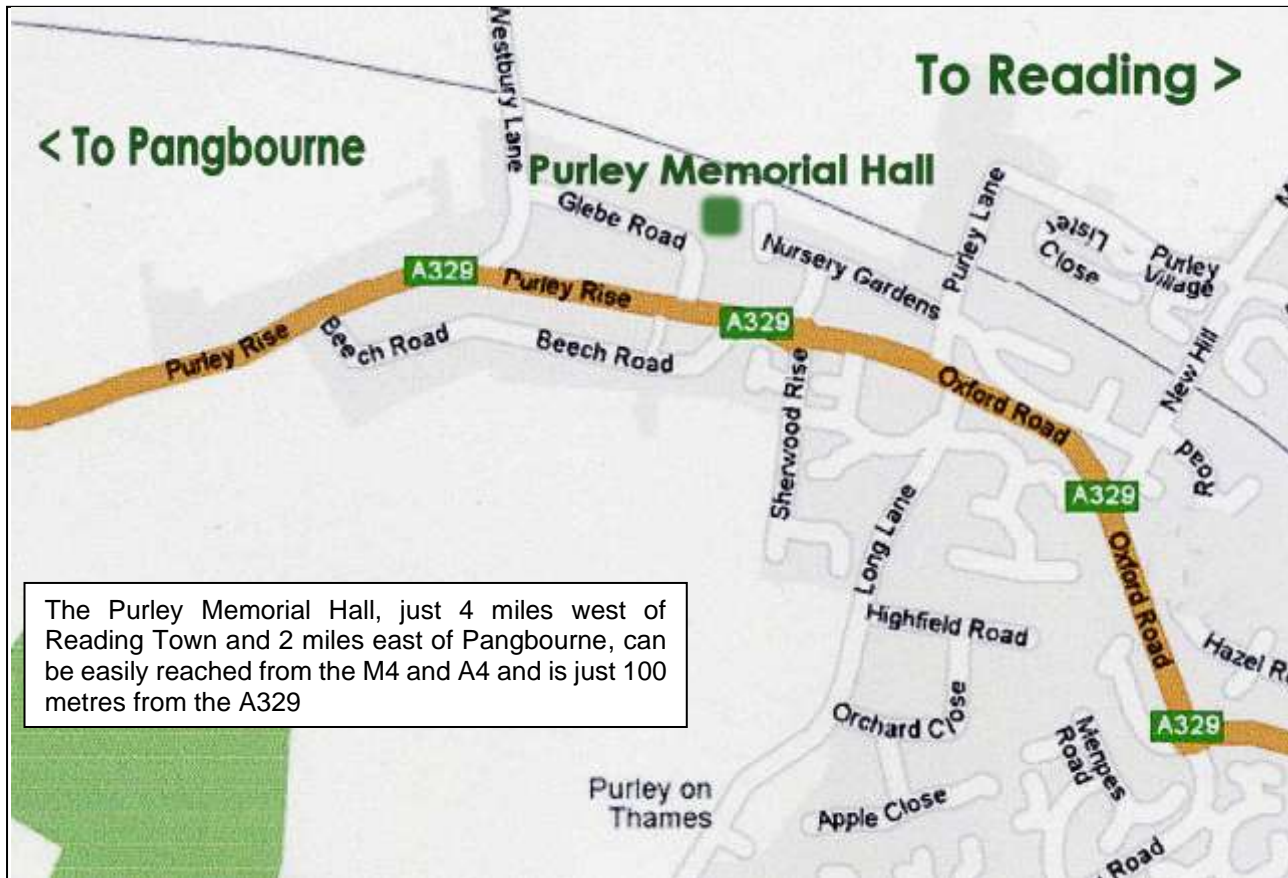 Westbury Lane
To Reading >
< To Pangbourne
Purley Memorial Hall
Glebe Road
Nursery Gardens
Purley Lane
Lister
Close
Purley
Village
A329
Purley Rise
A329
Purley Rise
Beech Road
Beech Road
Sherwood Rise
Oxford Road
New Hill
Road
A329
Long Lane
Oxford Road
Highfield Road
Hazel
Orchard Close
A329
Menpes
Road
Purley on
Thames
Apple Close
Road
The Purley Memorial Hall, just 4 miles west of
Reading Town and 2 miles east of Pangbourne, can
be easily reached from the M4 and A4 and is just 100
metres from the A329